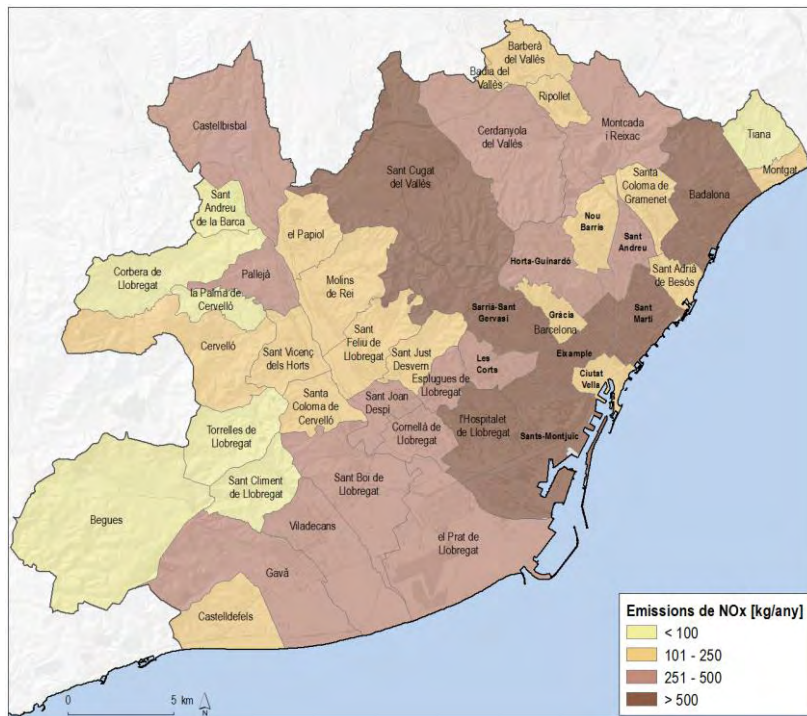 Barberà
del Vallès
Badia del
Vallès
Ripollet
Castellbisbal
Cerdanyola
del Vallès
Montcada
i Reixac
Tiana
Montgat
Sant Cugat
del Vallès
Santa
Coloma de
Gramenet
Badalona
Sant
Andreu
de la Barca
el Papiol
Nou
Barris
Sant
Andreu
Corbera de
Llobregat
Pallejà
Molins
de Rei
Horta-Guinardó
Sant Adrià
de Besòs
la Palma de
Cervelló
Sarrià-Sant
Gervasi
Gràcia
Barcelona
Sant
Martí
Cervelló
Sant Vicenç
dels Horts
Sant
Feliu de
Llobregat
Sant Just
Desvern
Les
Corts
Eixample
Esplugues de
Llobregat
Ciutat
Vella
Santa
Coloma de
Cervelló
Sant Joan
Despí
Cornellà de
Llobregat
l'Hospitalet
de Llobregat
Sants-Montjuïc
Torrelles de
Llobregat
Sant Climent
de Llobregat
Sant Boi de
Llobregat
Begues
Viladecans
el Prat de
Llobregat
Gavà
Castelldefels
Emissions de NOx [kg/any]
< 100
101 - 250
251 - 500
> 500
0 5 km
N